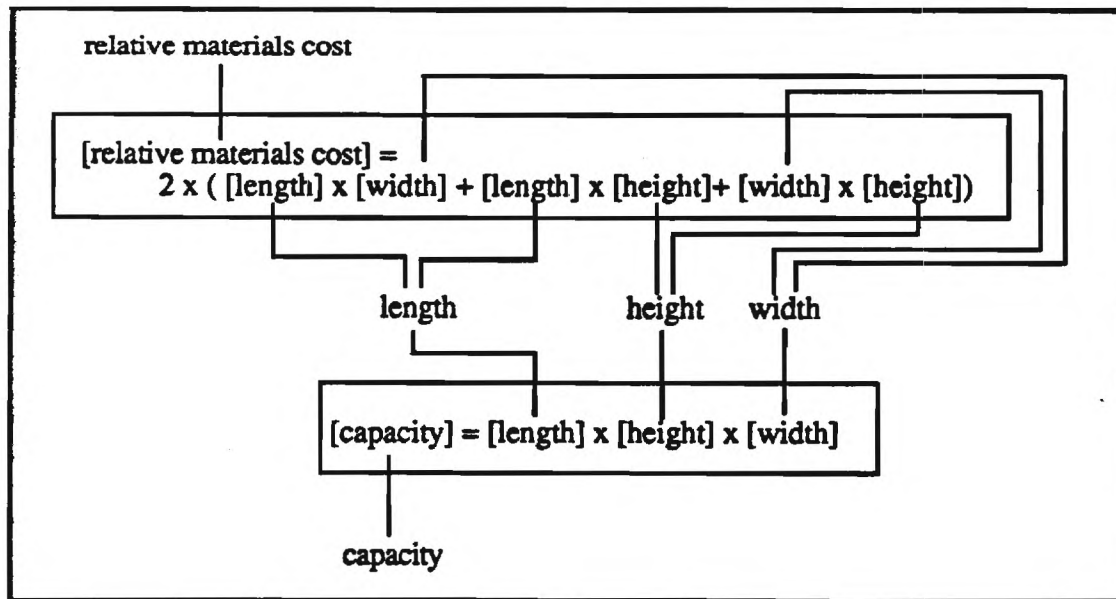 relative materials cost
[relative materials cost] =
2 x ( [length] x [width] + [length] x [height]+ [width] x [height])
length height width
[capacity] = [length] x [height] x [width]
capacity